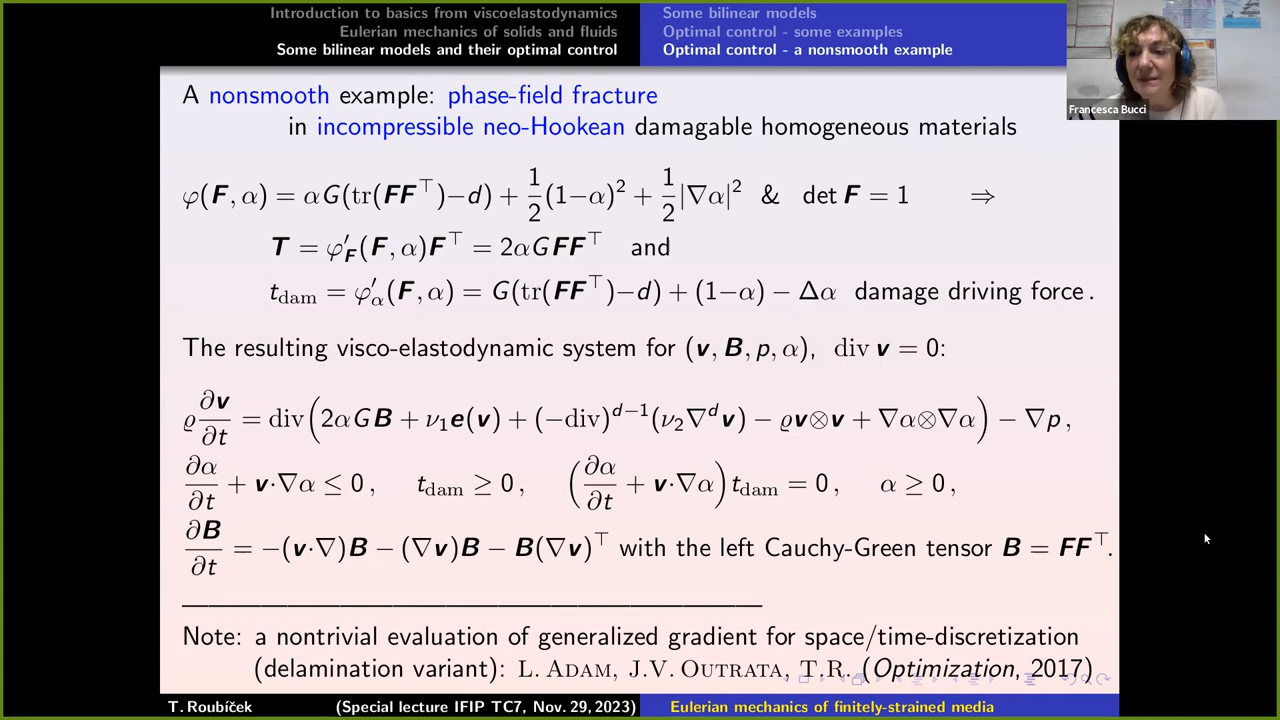 Introduction to basics from viscoelastodynamics
Eulerian mechanics of solids and fluids
Some bilinear models and their optimal control
Some bilinear models
Optimal control - some examples
Optimal control - a nonsmooth example
Francesca Bucci
A nonsmooth example: phase-field fracture
in incompressible neo-Hookean damagable homogeneous materials
φ(F, α) = αG(tr(FF⊤)−d) + 1/2(1−α)² + 1/2|∇α|² & det F = 1 ⇒
T = φ′_F(F, α)F⊤ = 2αGFF⊤ and
t_dam = φ′_α(F, α) = G(tr(FF⊤)−d) + (1−α) − Δα damage driving force.
The resulting visco-elastodynamic system for (v, B, p, α), div v = 0:
ϱ ∂v/∂t = div(2αGB + ν₁e(v) + (−div)^{d−1}(ν₂∇^d v) − ϱv⊗v + ∇α⊗∇α) − ∇p,
∂α/∂t + v·∇α ≤ 0, t_dam ≥ 0, (∂α/∂t + v·∇α)t_dam = 0, α ≥ 0,
∂B/∂t = −(v·∇)B − (∇v)B − B(∇v)⊤ with the left Cauchy-Green tensor B = FF⊤.
Note: a nontrivial evaluation of generalized gradient for space/time-discretization
(delamination variant): L. Adam, J.V. Outrata, T.R. (Optimization, 2017)
T. Roubíček
(Special lecture IFIP TC7, Nov. 29, 2023)
Eulerian mechanics of finitely-strained media